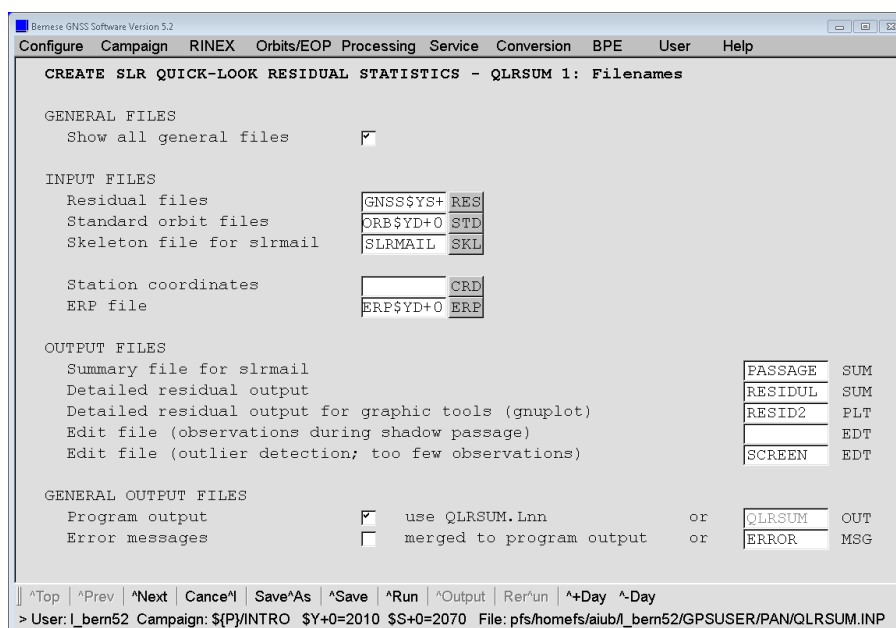 Bernese GNSS Software Version 5.2
Configure Campaign RINEX Orbits/EOP Processing Service Conversion BPE User Help
CREATE SLR QUICK-LOOK RESIDUAL STATISTICS - QLRSUM 1: Filenames
GENERAL FILES
Show all general files
INPUT FILES
Residual files GNSS$YS+ RES
Standard orbit files ORB$YD+0 STD
Skeleton file for slrmail SLRMAIL SKL
Station coordinates CRD
ERP file ERP$YD+0 ERP
OUTPUT FILES
Summary file for slrmail PASSAGE SUM
Detailed residual output RESIDUL SUM
Detailed residual output for graphic tools (gnuplot) RESID2 PLT
Edit file (observations during shadow passage) EDT
Edit file (outlier detection; too few observations) SCREEN EDT
GENERAL OUTPUT FILES
Program output use QLRSUM.Lnn or QLRSUM OUT
Error messages merged to program output or ERROR MSG
^Top ^Prev ^Next Cance^l Save^As ^Save ^Run ^Output Rer^un ^+Day ^-Day
> User: l_bern52 Campaign: ${P}/INTRO $Y+0=2010 $S+0=2070 File: pfs/homefs/aiub/l_bern52/GPSUSER/PAN/QLRSUM.INP